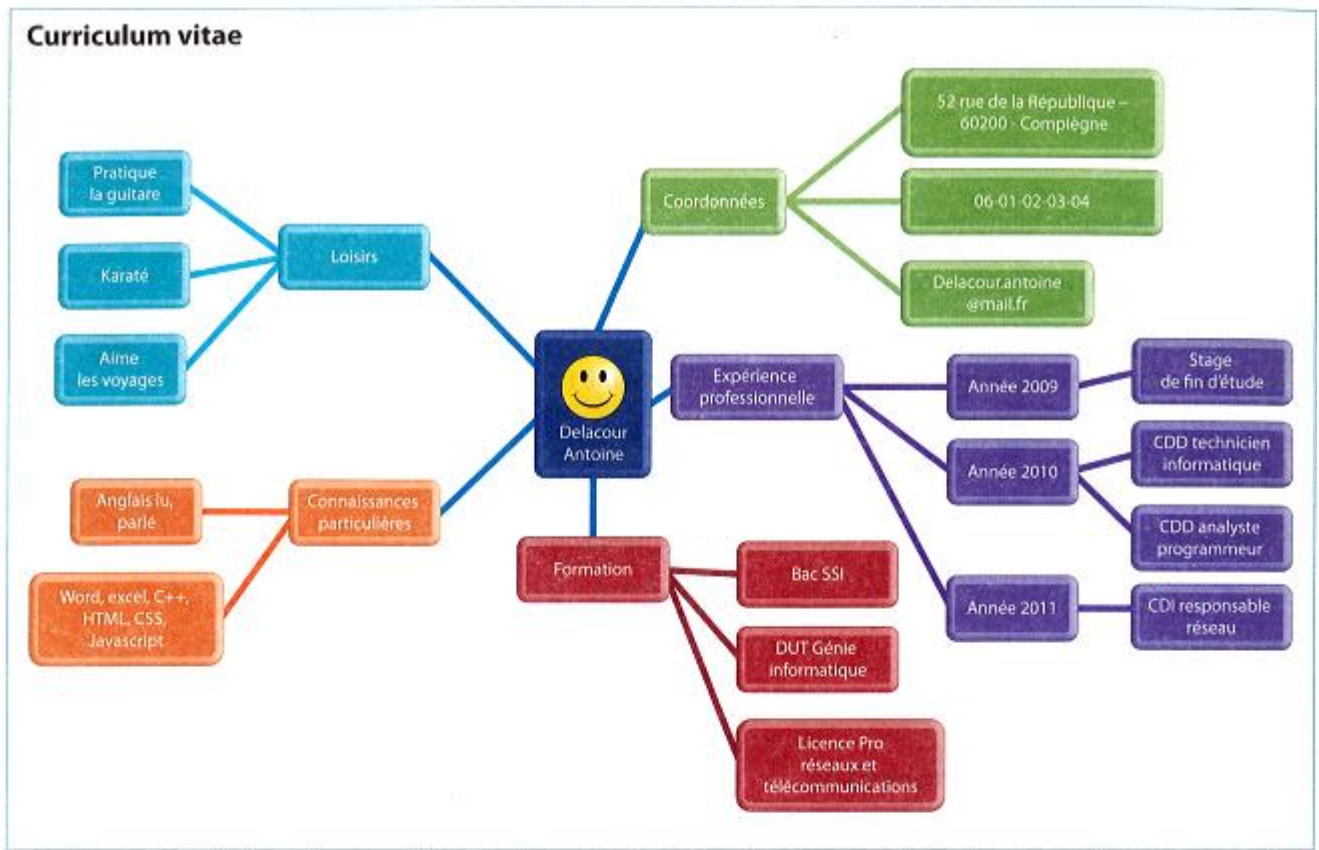 Curriculum vitae
Delacour
Antoine
Coordonnées
52 rue de la République –
60200 - Compiègne
06-01-02-03-04
Delacour.antoine
@mail.fr
Expérience
professionnelle
Année 2009
Stage
de fin d'étude
Année 2010
CDD technicien
informatique
CDD analyste
programmeur
Année 2011
CDI responsable
réseau
Formation
Bac SSI
DUT Génie
informatique
Licence Pro
réseaux et
télécommunications
Connaissances
particulières
Anglais lu,
parlé
Word, excel, C++,
HTML, CSS,
Javascript
Loisirs
Pratique
la guitare
Karaté
Aime
les voyages